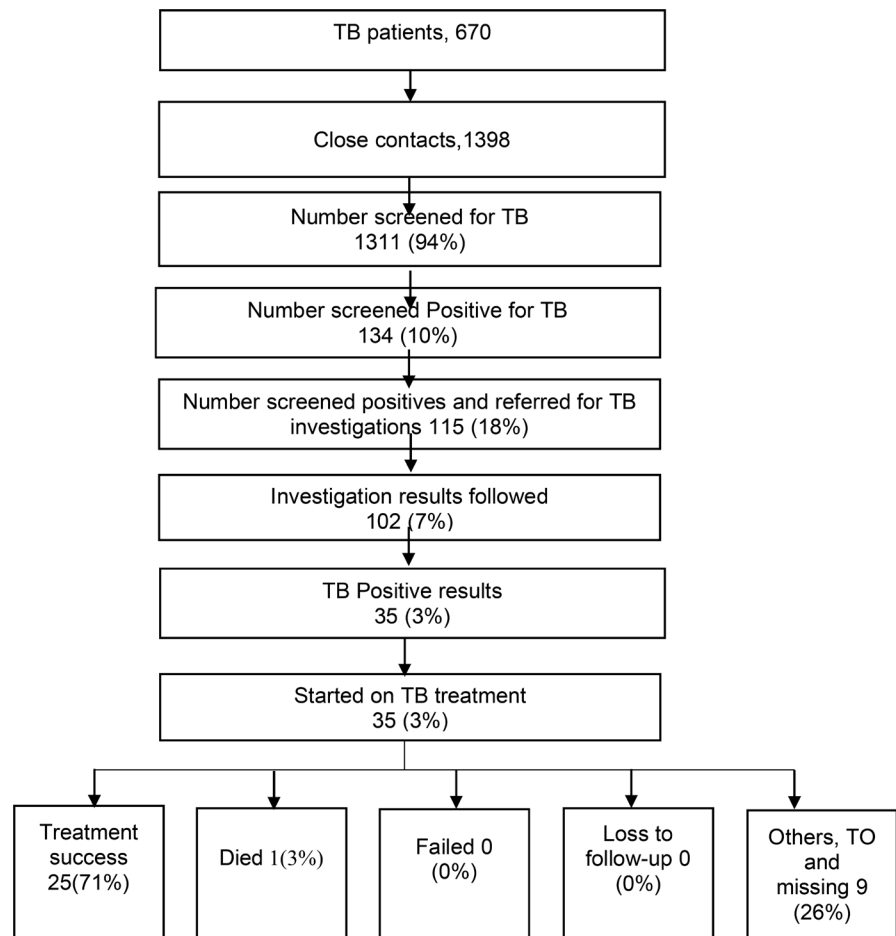 TB patients, 670
Close contacts,1398
Number screened for TB
1311 (94%)
Number screened Positive for TB
134 (10%)
Number screened positives and referred for TB
investigations 115 (18%)
Investigation results followed
102 (7%)
TB Positive results
35 (3%)
Started on TB treatment
35 (3%)
Treatment
success
25(71%)
Died 1(3%)
Failed 0
(0%)
Loss to
follow-up 0
(0%)
Others, TO
and
missing 9
(26%)